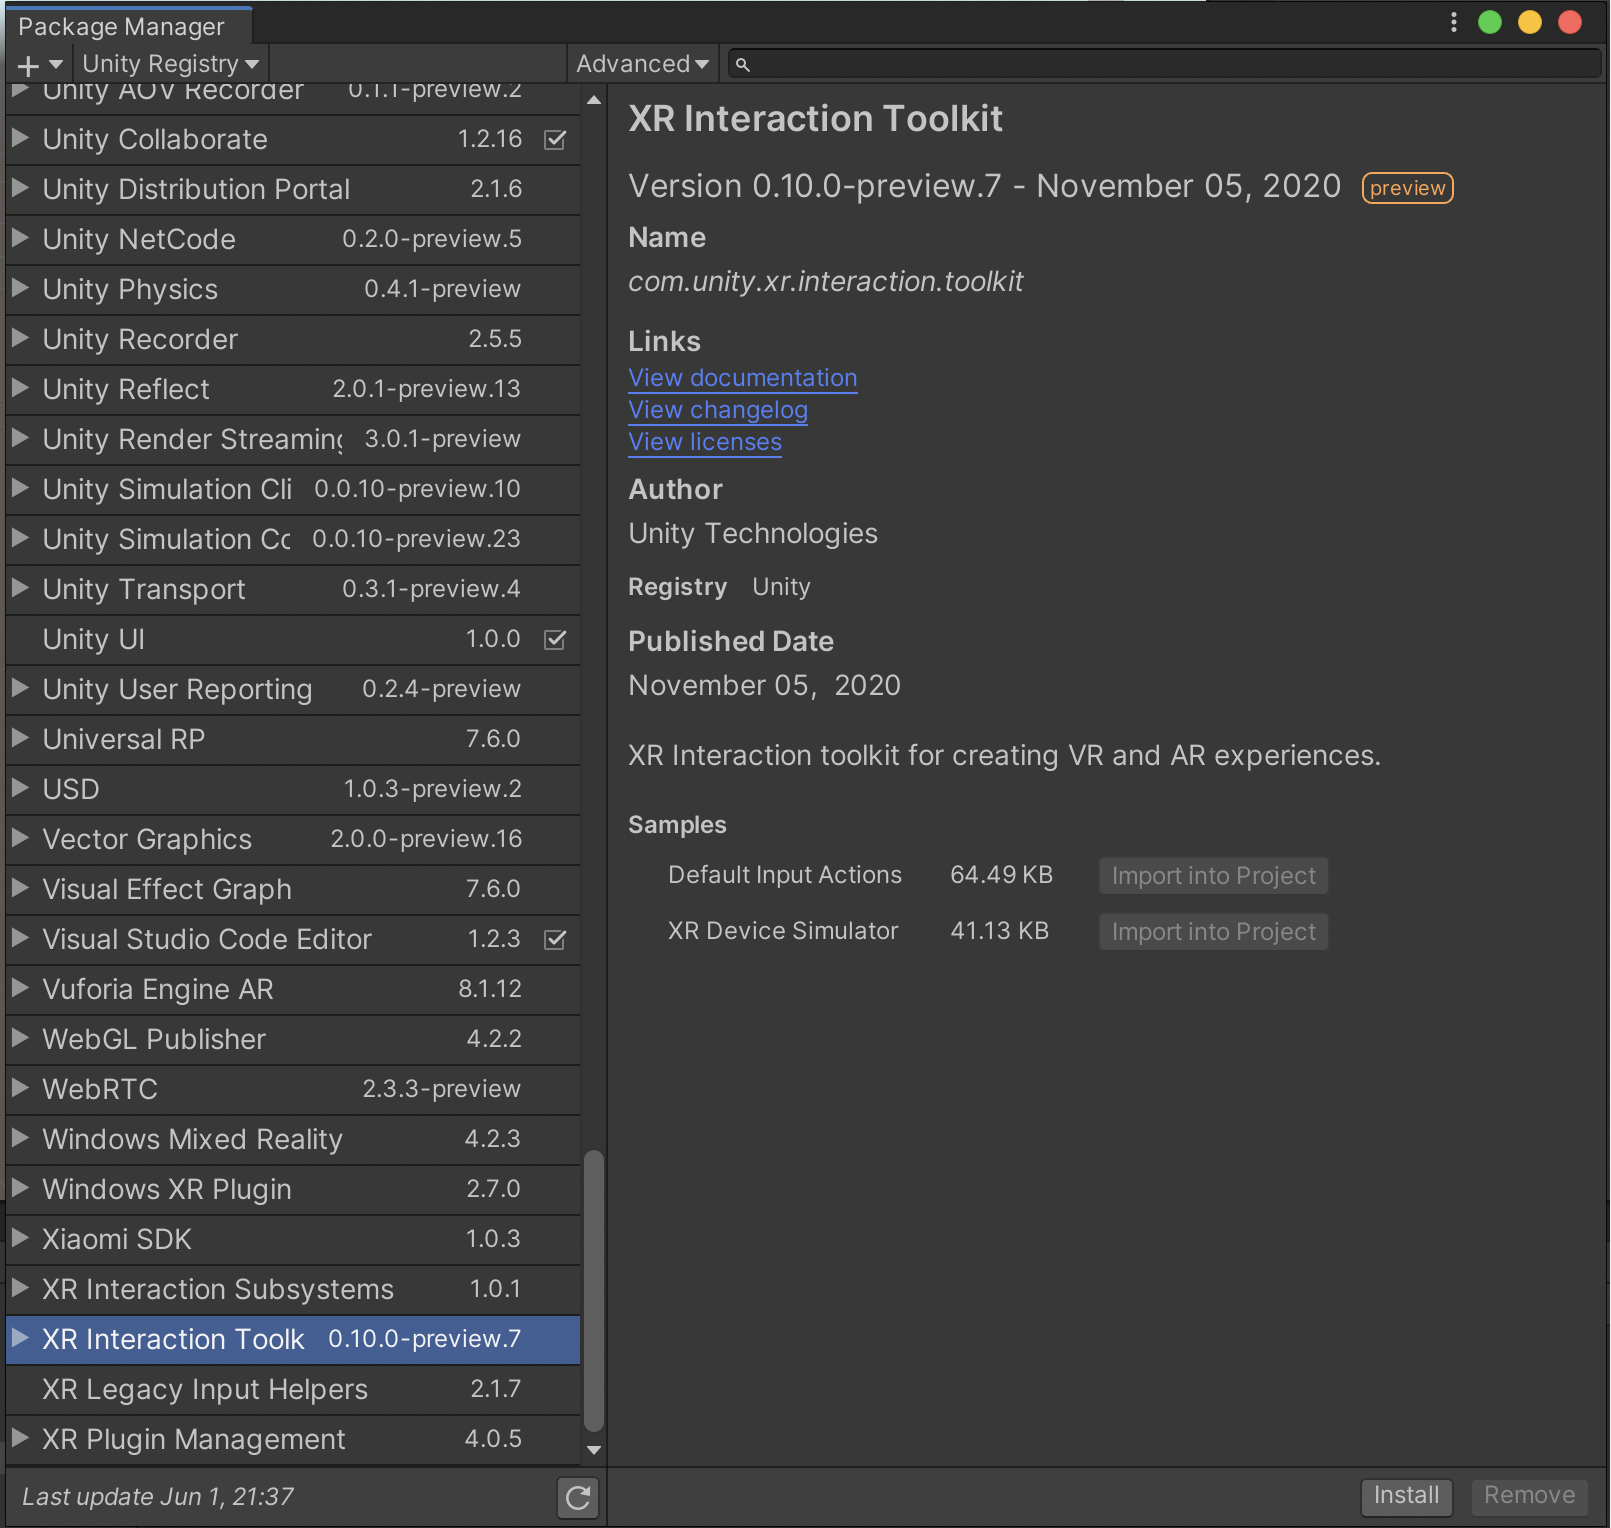 Package Manager
Unity Registry
Advanced
Unity AOV Recorder 0.1.1-preview.2
Unity Collaborate 1.2.16
Unity Distribution Portal 2.1.6
Unity NetCode 0.2.0-preview.5
Unity Physics 0.4.1-preview
Unity Recorder 2.5.5
Unity Reflect 2.0.1-preview.13
Unity Render Streaming 3.0.1-preview
Unity Simulation Cli 0.0.10-preview.10
Unity Simulation Cc 0.0.10-preview.23
Unity Transport 0.3.1-preview.4
Unity UI 1.0.0
Unity User Reporting 0.2.4-preview
Universal RP 7.6.0
USD 1.0.3-preview.2
Vector Graphics 2.0.0-preview.16
Visual Effect Graph 7.6.0
Visual Studio Code Editor 1.2.3
Vuforia Engine AR 8.1.12
WebGL Publisher 4.2.2
WebRTC 2.3.3-preview
Windows Mixed Reality 4.2.3
Windows XR Plugin 2.7.0
Xiaomi SDK 1.0.3
XR Interaction Subsystems 1.0.1
XR Interaction Toolk 0.10.0-preview.7
XR Legacy Input Helpers 2.1.7
XR Plugin Management 4.0.5
Last update Jun 1, 21:37
XR Interaction Toolkit
Version 0.10.0-preview.7 - November 05, 2020 preview
Name
com.unity.xr.interaction.toolkit
Links
View documentation
View changelog
View licenses
Author
Unity Technologies
Registry Unity
Published Date
November 05, 2020
XR Interaction toolkit for creating VR and AR experiences.
Samples
Default Input Actions 64.49 KB Import into Project
XR Device Simulator 41.13 KB Import into Project
Install Remove